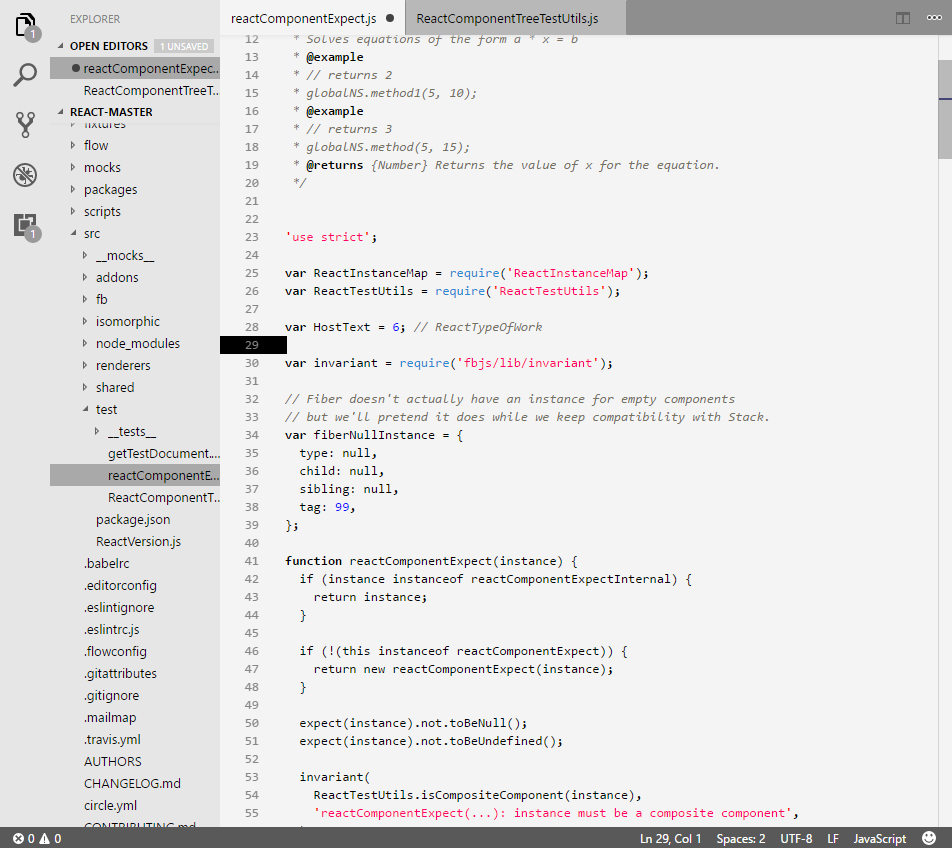 EXPLORER
1
OPEN EDITORS 1 UNSAVED
reactComponentExpec...
ReactComponentTreeT...
REACT-MASTER
fixtures
flow
mocks
packages
scripts
1
src
__mocks__
addons
fb
isomorphic
node_modules
renderers
shared
test
__tests__
getTestDocument....
reactComponentE...
ReactComponentT...
package.json
ReactVersion.js
.babelrc
.editorconfig
.eslintignore
.eslintrc.js
.flowconfig
.gitattributes
.gitignore
.mailmap
.travis.yml
AUTHORS
CHANGELOG.md
circle.yml
CONTRIBUTING.md
reactComponentExpect.js ReactComponentTreeTestUtils.js
12 * Solves equations of the form a * x = b
13 * @example
14 * // returns 2
15 * globalNS.method1(5, 10);
16 * @example
17 * // returns 3
18 * globalNS.method(5, 15);
19 * @returns {Number} Returns the value of x for the equation.
20 */
21
22
23 'use strict';
24
25 var ReactInstanceMap = require('ReactInstanceMap');
26 var ReactTestUtils = require('ReactTestUtils');
27
28 var HostText = 6; // ReactTypeOfWork
29
30 var invariant = require('fbjs/lib/invariant');
31
32 // Fiber doesn't actually have an instance for empty components
33 // but we'll pretend it does while we keep compatibility with Stack.
34 var fiberNullInstance = {
35 type: null,
36 child: null,
37 sibling: null,
38 tag: 99,
39 };
40
41 function reactComponentExpect(instance) {
42 if (instance instanceof reactComponentExpectInternal) {
43 return instance;
44 }
45
46 if (!(this instanceof reactComponentExpect)) {
47 return new reactComponentExpect(instance);
48 }
49
50 expect(instance).not.toBeNull();
51 expect(instance).not.toBeUndefined();
52
53 invariant(
54 ReactTestUtils.isCompositeComponent(instance),
55 'reactComponentExpect(...): instance must be a composite component',
0 0 Ln 29, Col 1 Spaces: 2 UTF-8 LF JavaScript